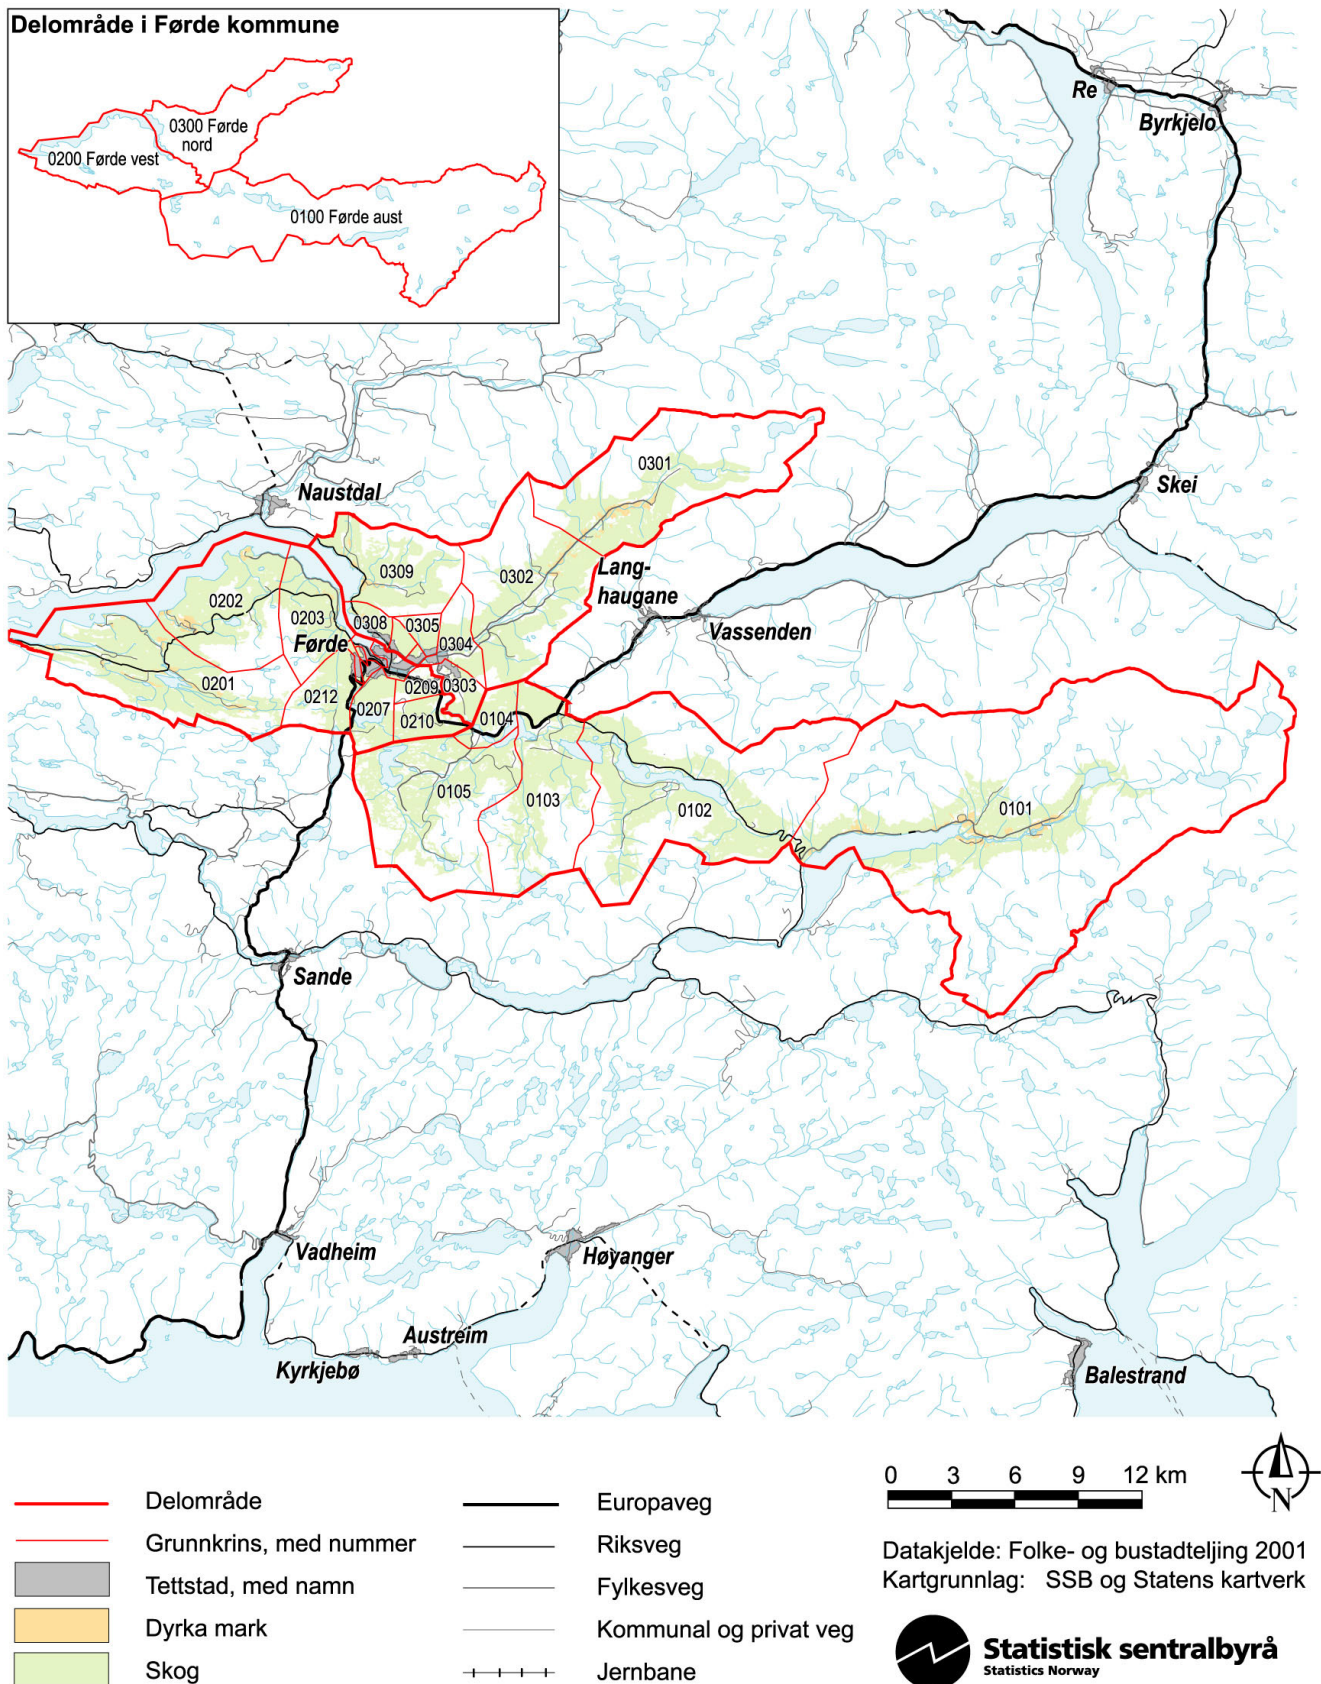 Delområde i Førde kommune
0300 Førde
nord
0200 Førde vest
0100 Førde aust
Re
Byrkjelo
Skei
Naustdal
0301
0302
0309
Lang-
haugane
Vassenden
0202
0203
0308
0305
0304
Førde
0201
0212
0207
0209
0303
0210
0104
0105
0103
0102
0101
Sande
Vadheim
Høyanger
Austreim
Kyrkjebø
Balestrand
Delområde
Grunnkrins, med nummer
Tettstad, med namn
Dyrka mark
Skog
Europaveg
Riksveg
Fylkesveg
Kommunal og privat veg
Jernbane
0 3 6 9 12 km
N
Datakjelde: Folke- og bustadteljing 2001
Kartgrunnlag: SSB og Statens kartverk
Statistisk sentralbyrå
Statistics Norway